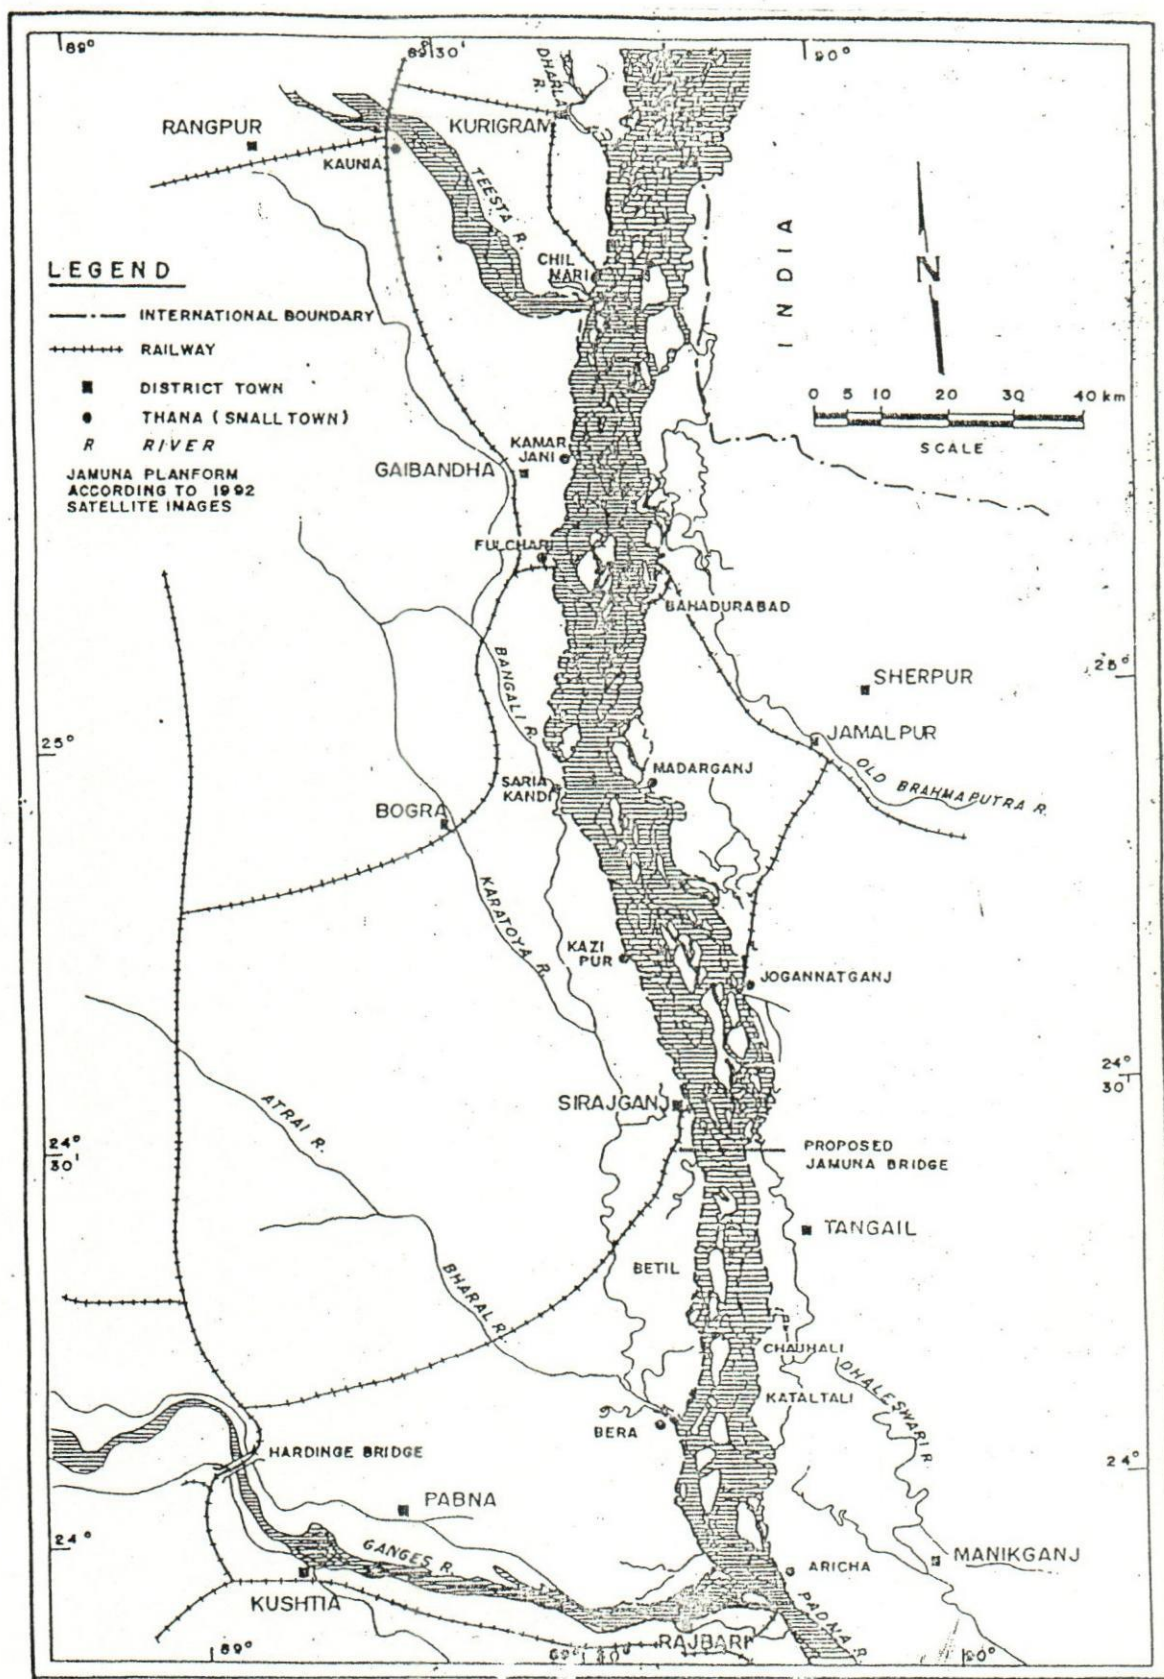 89°
89°30'
90°
DHARLA
R.
RANGPUR
KURIGRAM
KAUNIA
TEESTA R.
INDIA
N
CHIL
MARI
LEGEND
INTERNATIONAL BOUNDARY
RAILWAY
DISTRICT TOWN
THANA (SMALL TOWN)
R RIVER
JAMUNA PLANFORM
ACCORDING TO 1992
SATELLITE IMAGES
0 5 10 20 30 40 km
SCALE
KAMAR
JANI
GAIBANDHA
FULCHARI
BAHADURABAD
BANGALI R.
SHERPUR
25°
JAMALPUR
25°
OLD BRAHMAPUTRA R.
MADARGANJ
SARIA
KANDI
BOGRA
KARATOYA R.
KAZI
PUR
JOGANNATGANJ
24°
30'
SIRAJGANJ
ATRAI R.
24°
30'
PROPOSED
JAMUNA BRIDGE
TANGAIL
BETIL
BHARAL R.
CHAUHALI
DHALESWARI R
KATALTALI
BERA
HARDINGE BRIDGE
24°
PABNA
24°
GANGES R.
MANIKGANJ
ARICHA
KUSHTIA
PADNA R.
RAJBARI
89°
89°30'
90°